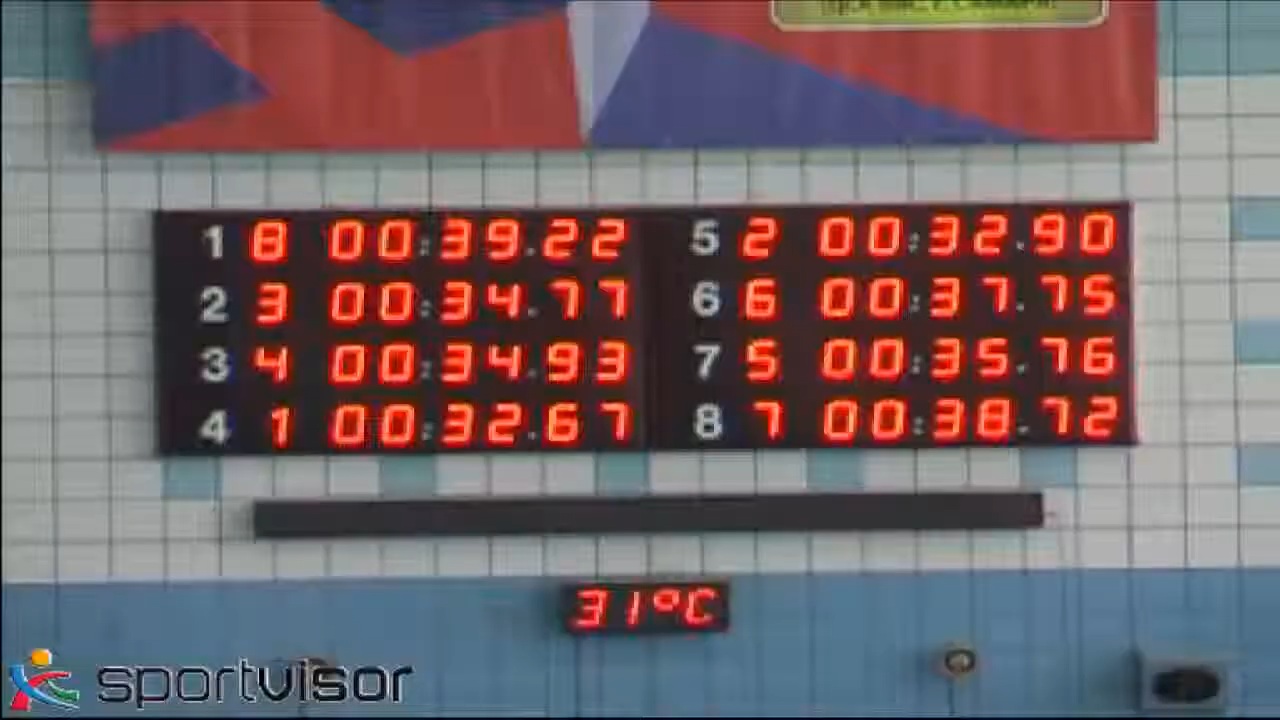 1 8 00:39.22 5 2 00:32.90
2 3 00:34.77 6 6 00:37.75
3 4 00:34.93 7 5 00:35.76
4 1 00:32.67 8 7 00:38.72
31°C
sportvisor